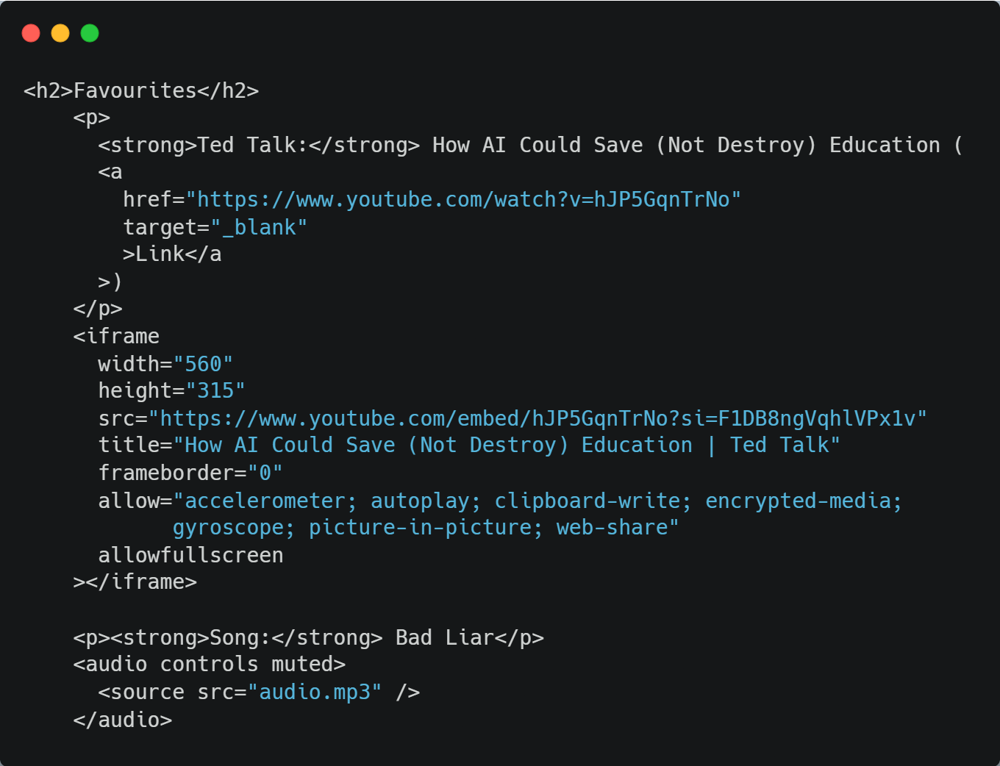 <h2>Favourites</h2>
    <p>
      <strong>Ted Talk:</strong> How AI Could Save (Not Destroy) Education (
      <a
        href="https://www.youtube.com/watch?v=hJP5GqnTrNo"
        target="_blank"
        >Link</a
      >)
    </p>
    <iframe
      width="560"
      height="315"
      src="https://www.youtube.com/embed/hJP5GqnTrNo?si=F1DB8ngVqhlVPx1v"
      title="How AI Could Save (Not Destroy) Education | Ted Talk"
      frameborder="0"
      allow="accelerometer; autoplay; clipboard-write; encrypted-media;
            gyroscope; picture-in-picture; web-share"
      allowfullscreen
    ></iframe>

    <p><strong>Song:</strong> Bad Liar</p>
    <audio controls muted>
      <source src="audio.mp3" />
    </audio>